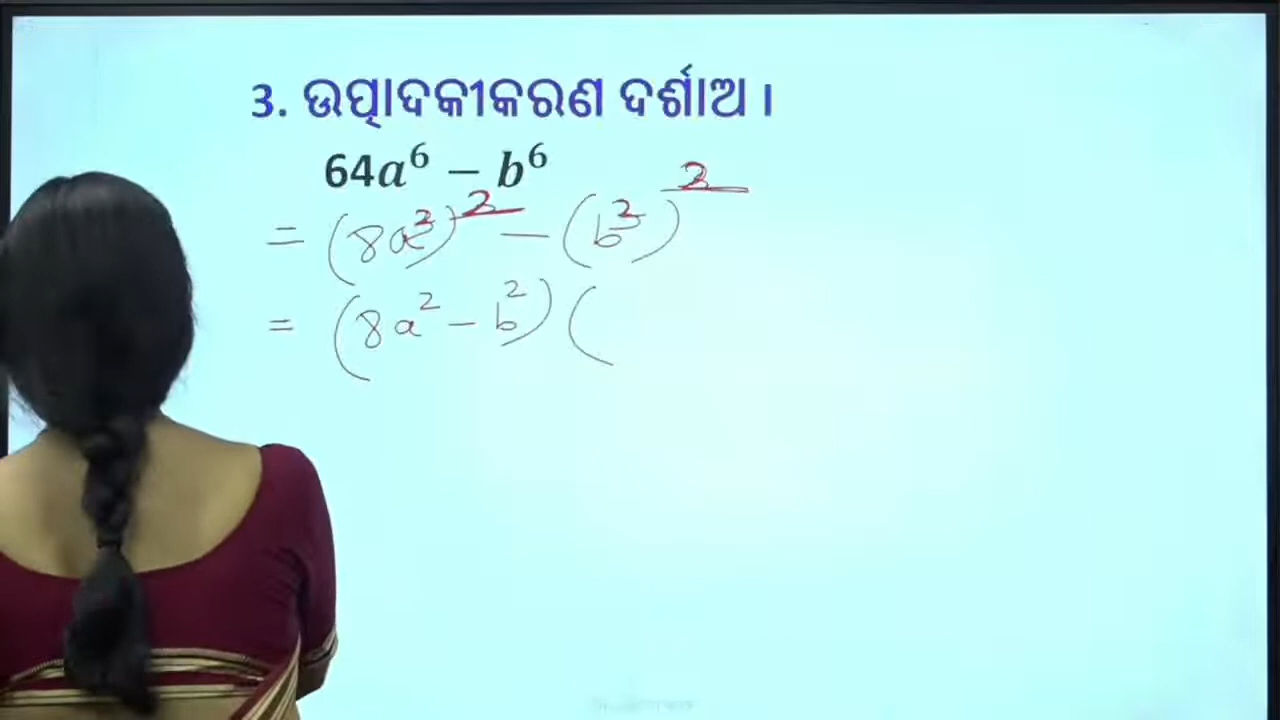 3. ଉତ୍ପାଦକୀକରଣ ଦର୍ଶାଅ ।
64a⁶ − b⁶
= (8a³)² − (b³)²
= (8a² − b²) (